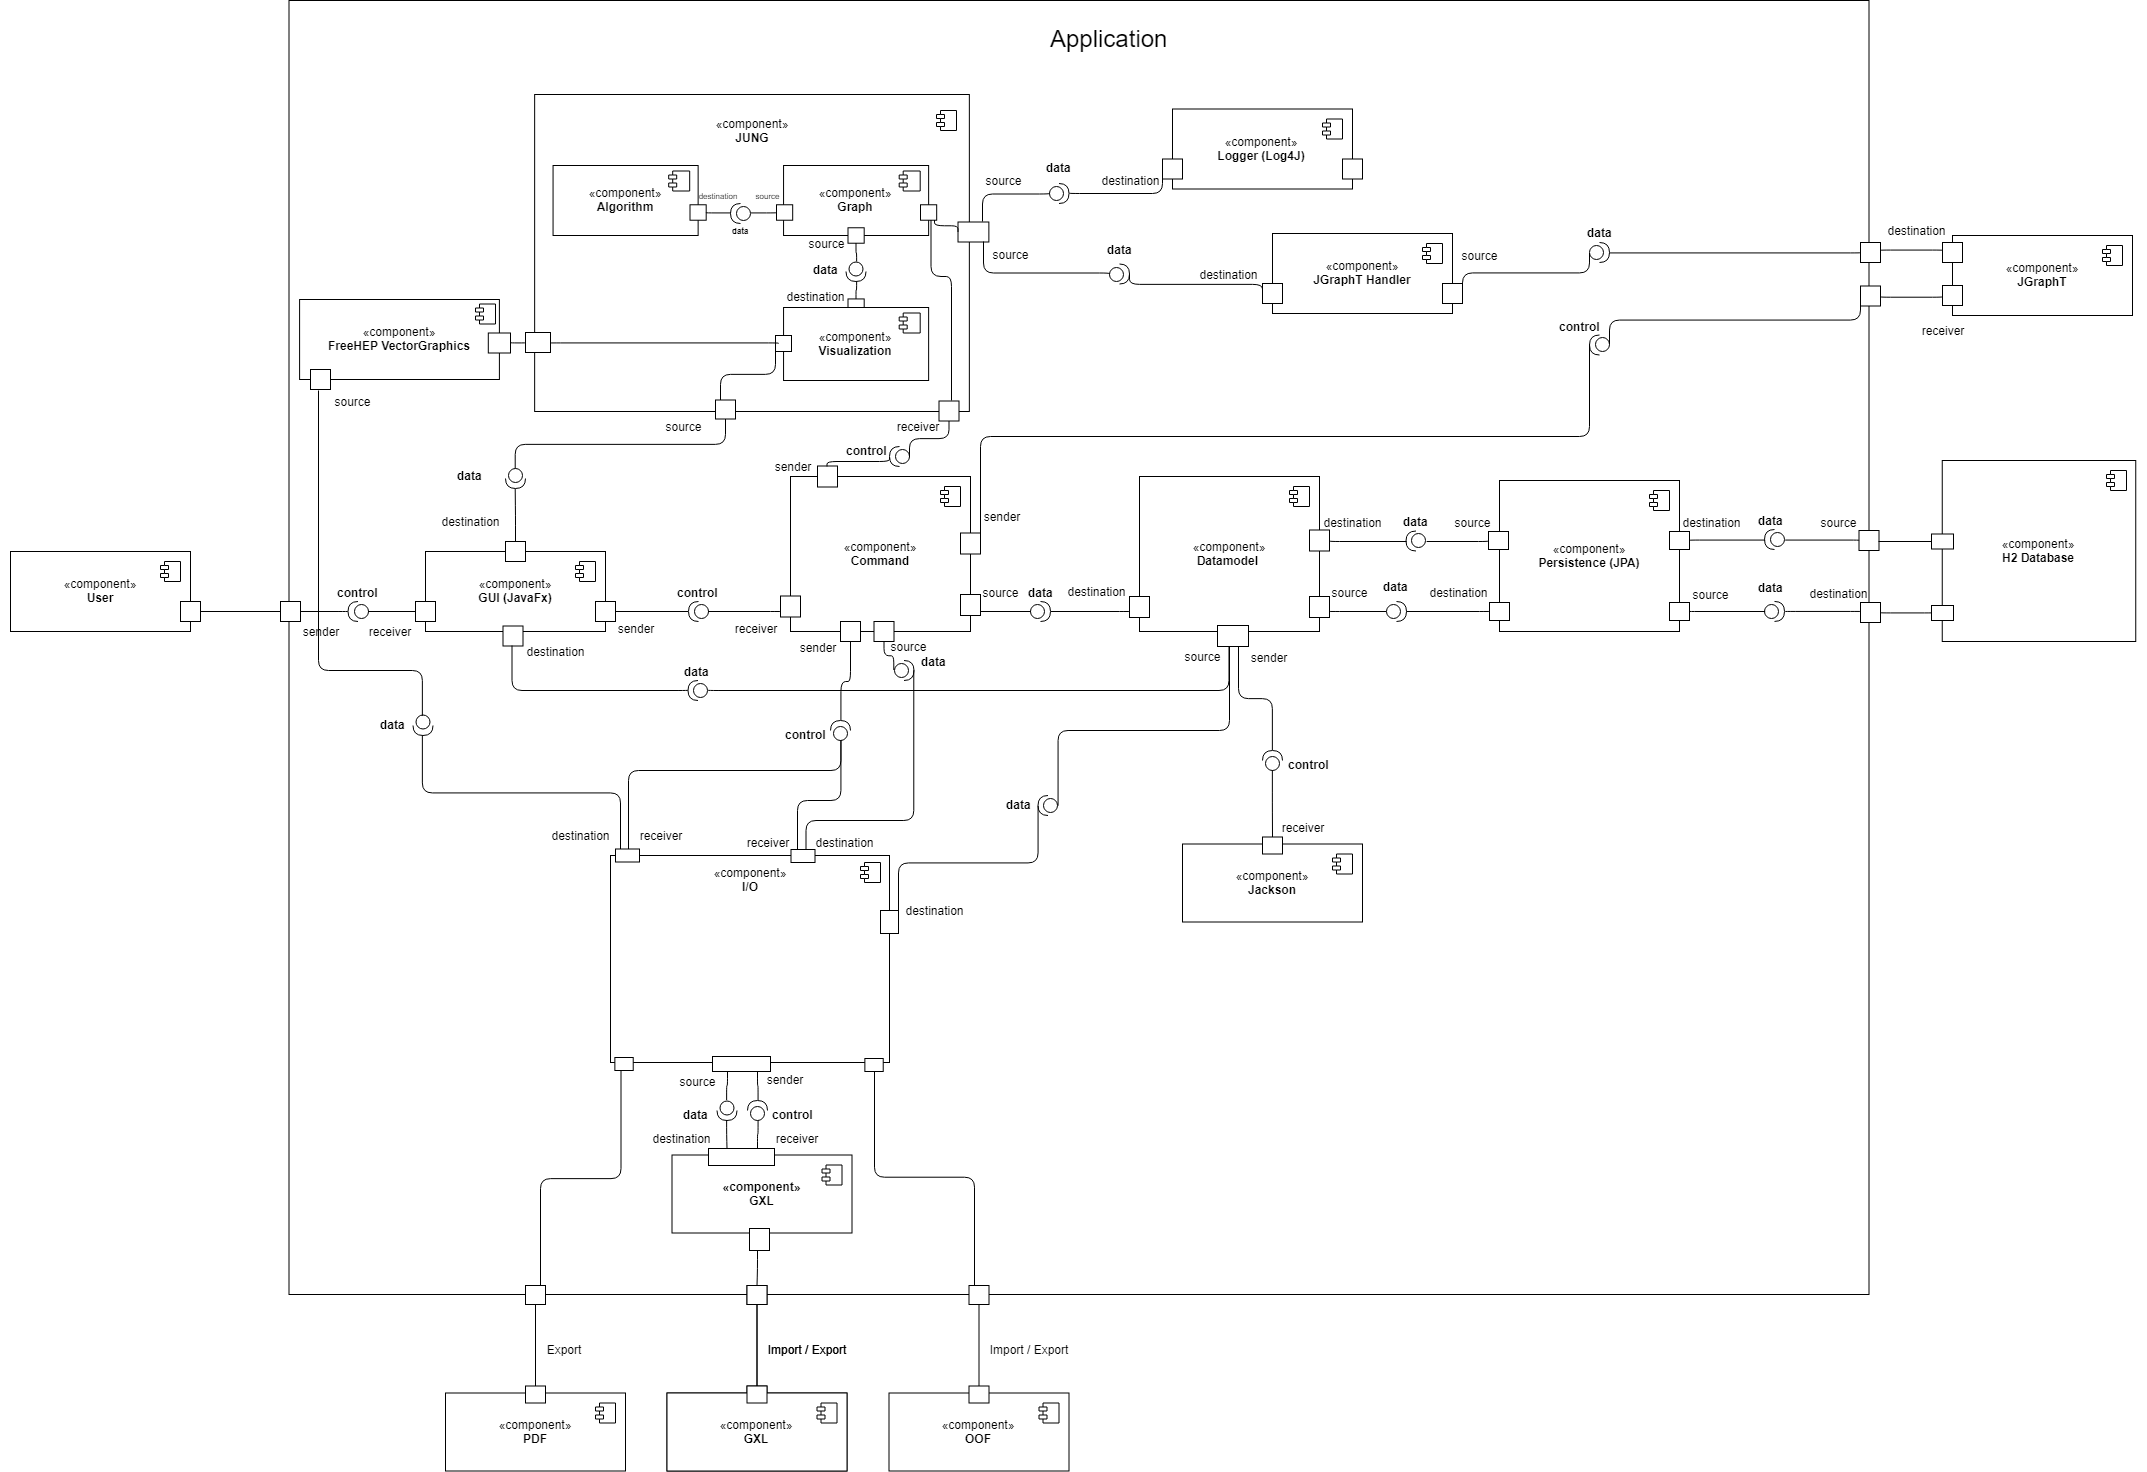 Application
«component»
JUNG
«component»
Algorithm
destination
source
data
«component»
Graph
source
data
destination
«component»
Visualization
source
data
destination
«component»
Logger (Log4J)
source
data
destination
«component»
JGraphT Handler
source
data
destination
«component»
JGraphT
receiver
control
«component»
FreeHEP VectorGraphics
source
source
receiver
control
sender
data
destination
sender
«component»
User
control
sender
receiver
«component»
GUI (JavaFx)
control
sender
receiver
destination
«component»
Command
source
data
destination
«component»
Datamodel
destination
data
source
source
data
destination
«component»
Persistence (JPA)
destination
data
source
source
data
destination
«component»
H2 Database
sender
source
data
source
sender
data
data
control
control
data
destination
receiver
receiver
destination
receiver
«component»
I/O
«component»
Jackson
destination
source
sender
data
control
destination
receiver
«component»
GXL
Export
Import / Export
Import / Export
«component»
PDF
«component»
GXL
«component»
OOF